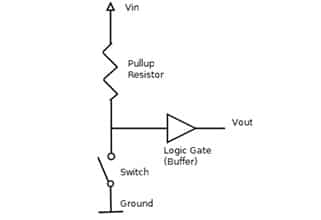 Vin
Pullup
Resistor
Vout
Logic Gate
(Buffer)
Switch
Ground